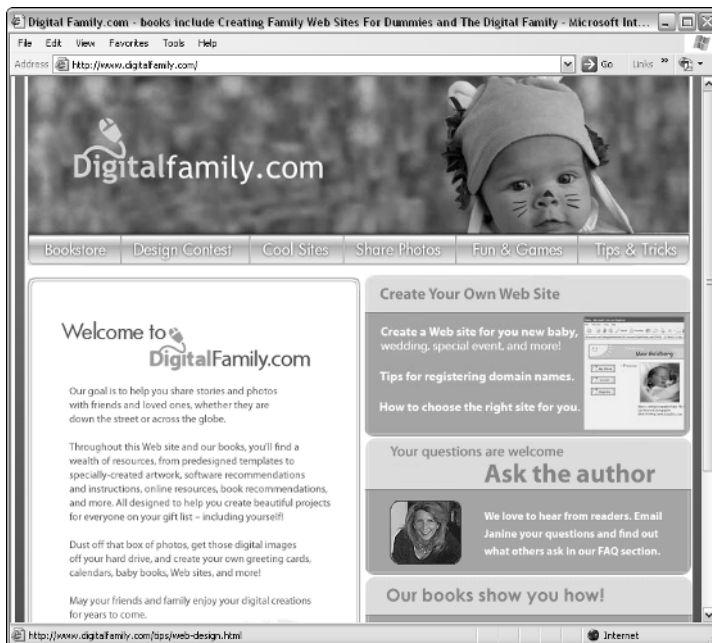 Digital Family.com - books include Creating Family Web Sites For Dummies and The Digital Family - Microsoft Int...
File Edit View Favorites Tools Help
Address http://www.digitalfamily.com/ Go Links »
Digitalfamily.com
Bookstore Design Contest Cool Sites Share Photos Fun & Games Tips & Tricks
Welcome to
DigitalFamily.com
Our goal is to help you share stories and photos
with friends and loved ones, whether they are
down the street or across the globe.
Throughout this Web site and our books, you'll find a
wealth of resources, from predesigned templates to
specially-created artwork, software recommendations
and instructions, online resources, book recommendations,
and more. All designed to help you create beautiful projects
for everyone on your gift list – including yourself!
Dust off that box of photos, get those digital images
off your hard drive, and create your own greeting cards,
calendars, baby books, Web sites, and more!
May your friends and family enjoy your digital creations
for years to come.
Create Your Own Web Site
Create a Web site for you new baby,
wedding, special event, and more!
Tips for registering domain names.
How to choose the right site for you.
Your questions are welcome
Ask the author
We love to hear from readers. Email
Janine your questions and find out
what others ask in our FAQ section.
Our books show you how!
http://www.digitalfamily.com/tips/web-design.html Internet